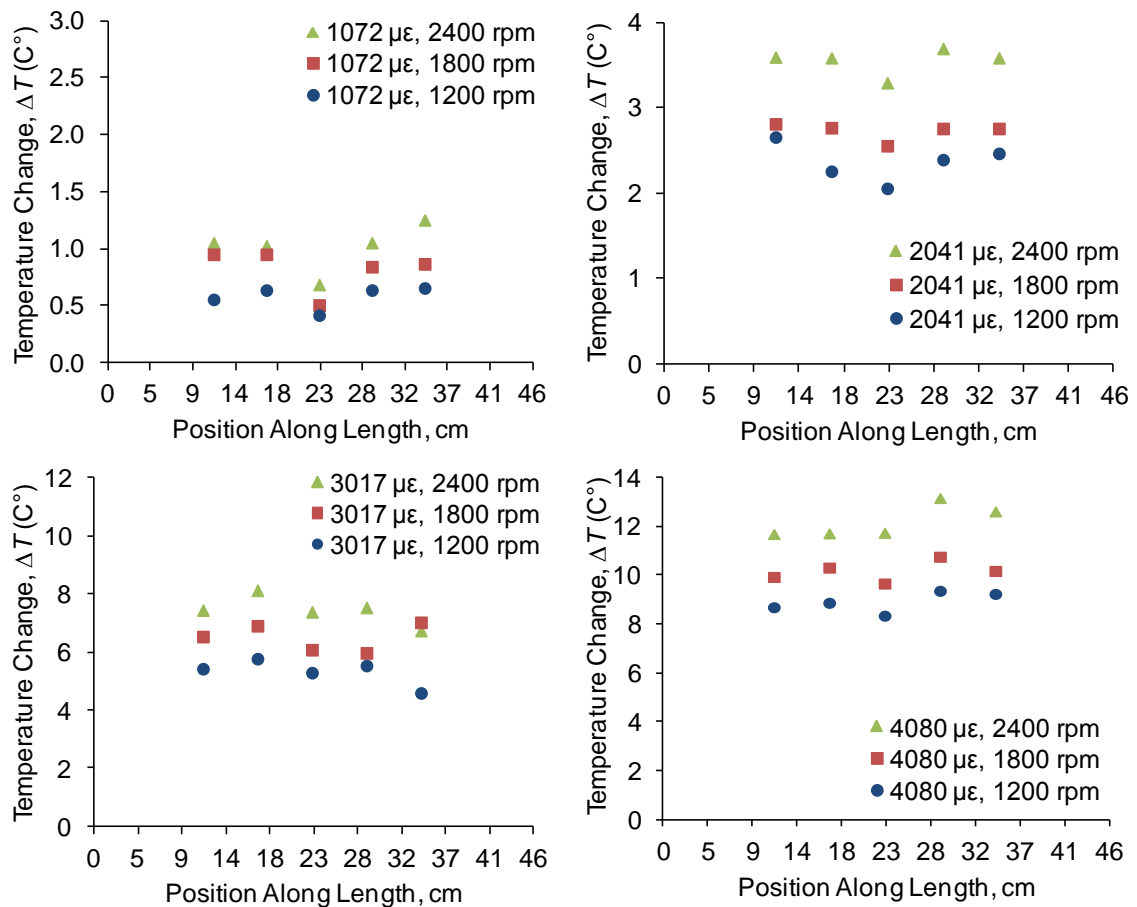 Temperature Change, ΔT (C°)
3.0
2.5
2.0
1.5
1.0
0.5
0.0
1072 µε, 2400 rpm
1072 µε, 1800 rpm
1072 µε, 1200 rpm
0 5 9 14 18 23 28 32 37 41 46
Position Along Length, cm
Temperature Change, ΔT (C°)
4
3
2
1
0
2041 µε, 2400 rpm
2041 µε, 1800 rpm
2041 µε, 1200 rpm
0 5 9 14 18 23 28 32 37 41 46
Position Along Length, cm
Temperature Change, ΔT (C°)
12
10
8
6
4
2
0
3017 µε, 2400 rpm
3017 µε, 1800 rpm
3017 µε, 1200 rpm
0 5 9 14 18 23 28 32 37 41 46
Position Along Length, cm
Temperature Change, ΔT (C°)
14
12
10
8
6
4
2
0
4080 µε, 2400 rpm
4080 µε, 1800 rpm
4080 µε, 1200 rpm
0 5 9 14 18 23 28 32 37 41 46
Position Along Length, cm